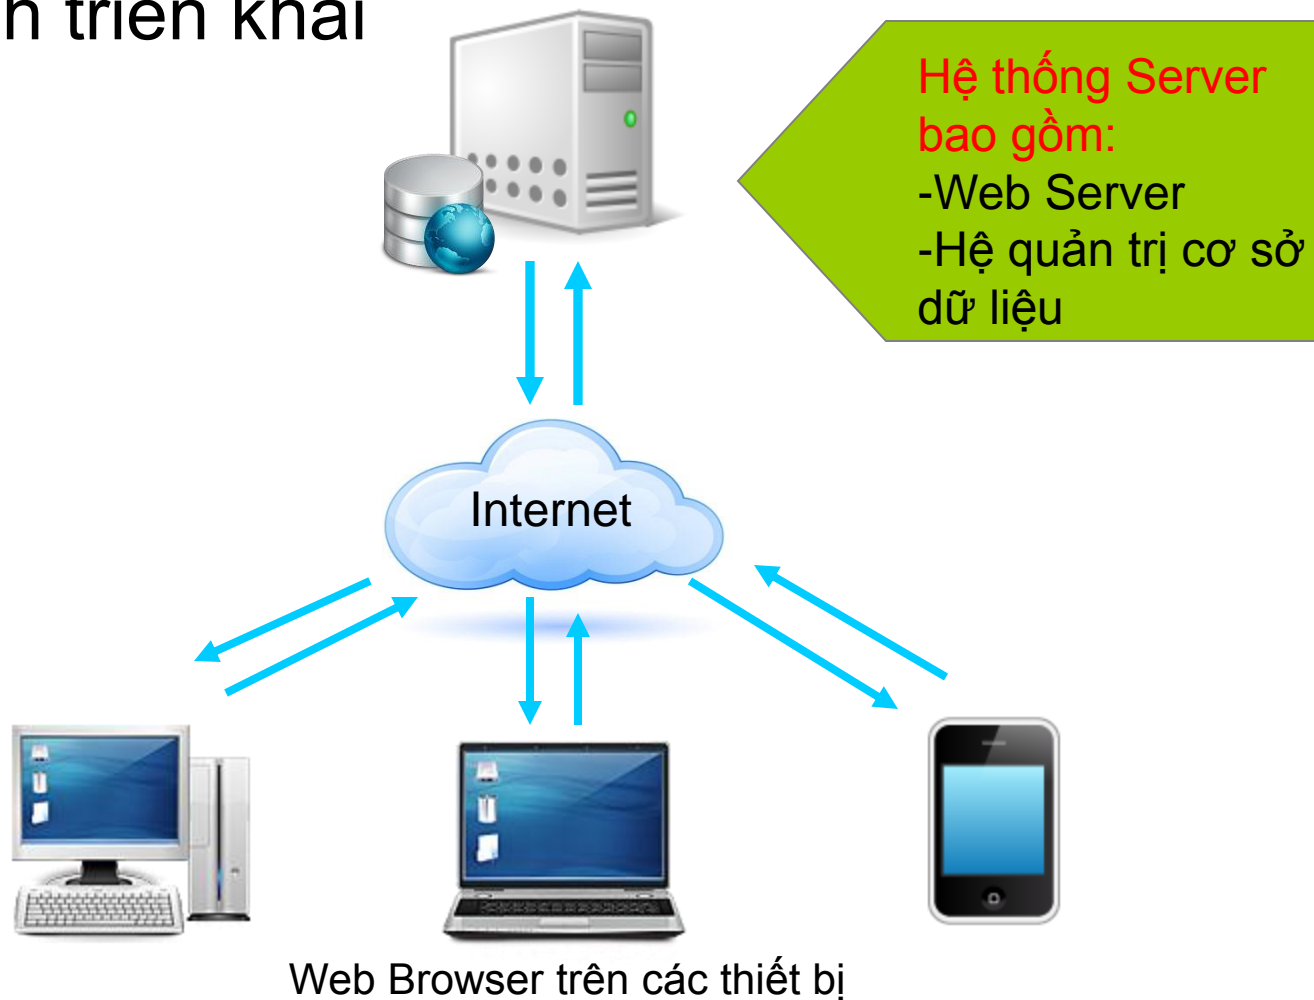 triển khai
Hệ thống Server
bao gồm:
-Web Server
-Hệ quản trị cơ sở
dữ liệu
Internet
Web Browser trên các thiết bị